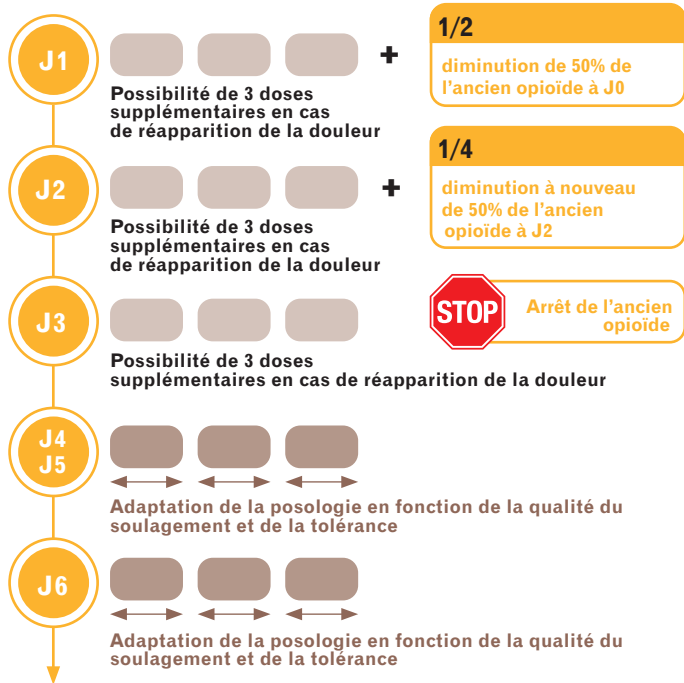 J1
+
1/2
diminution de 50% de
l'ancien opioïde à J0
Possibilité de 3 doses
supplémentaires en cas
de réapparition de la douleur
J2
+
1/4
diminution à nouveau
de 50% de l'ancien
opioïde à J2
Possibilité de 3 doses
supplémentaires en cas
de réapparition de la douleur
J3
STOP
Arrêt de l'ancien
opioïde
Possibilité de 3 doses
supplémentaires en cas de réapparition de la douleur
J4
J5
Adaptation de la posologie en fonction de la qualité du
soulagement et de la tolérance
J6
Adaptation de la posologie en fonction de la qualité du
soulagement et de la tolérance